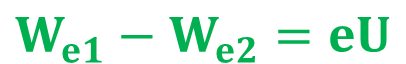 We1 − We2 = eU